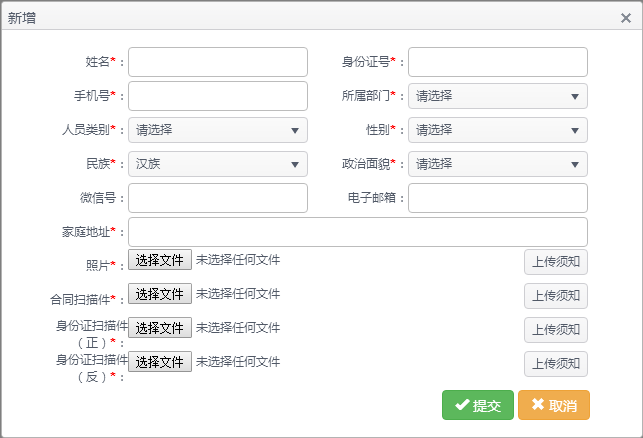 新增
姓名*： 身份证号*：
手机号*： 所属部门*： 请选择
人员类别*： 请选择 性别*： 请选择
民族*： 汉族 政治面貌*： 请选择
微信号： 电子邮箱：
家庭地址*：
照片*： 选择文件 未选择任何文件 上传须知
合同扫描件*： 选择文件 未选择任何文件 上传须知
身份证扫描件
（正）*： 选择文件 未选择任何文件 上传须知
身份证扫描件
（反）*： 选择文件 未选择任何文件 上传须知
提交 取消